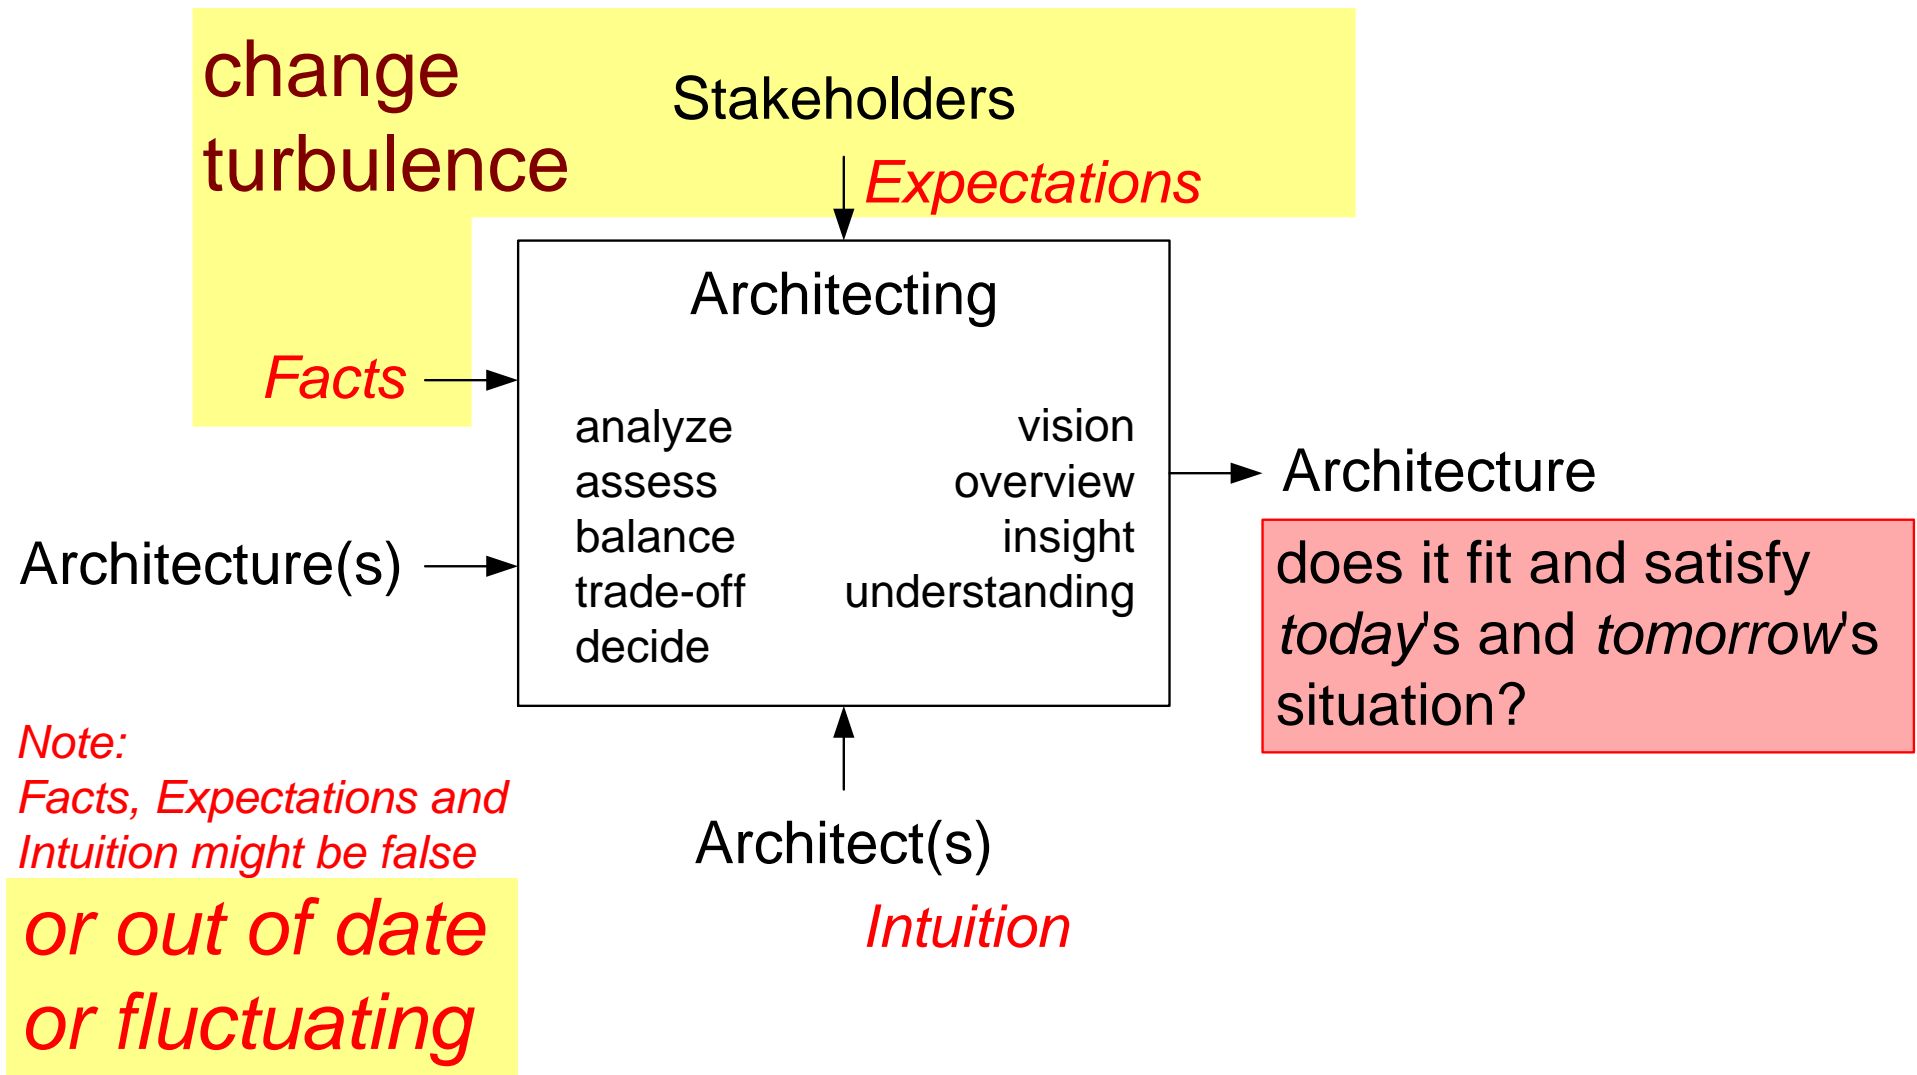 change
turbulence
Stakeholders
Expectations
Architecting
Facts
analyze
assess
balance
trade-off
decide
vision
overview
insight
understanding
Architecture(s)
Architecture
does it fit and satisfy
today's and tomorrow's
situation?
Architect(s)
Intuition
Note:
Facts, Expectations and
Intuition might be false
or out of date
or fluctuating